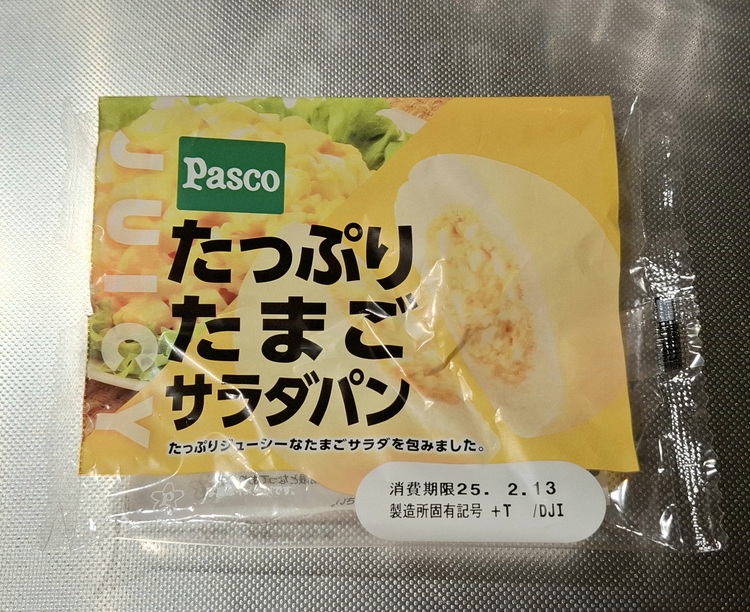 JUICY
Pasco
たっぷり
たまご
サラダパン
たっぷりジューシーなたまごサラダを包みました。
消費期限25. 2.13
製造所固有記号 +T /DJI